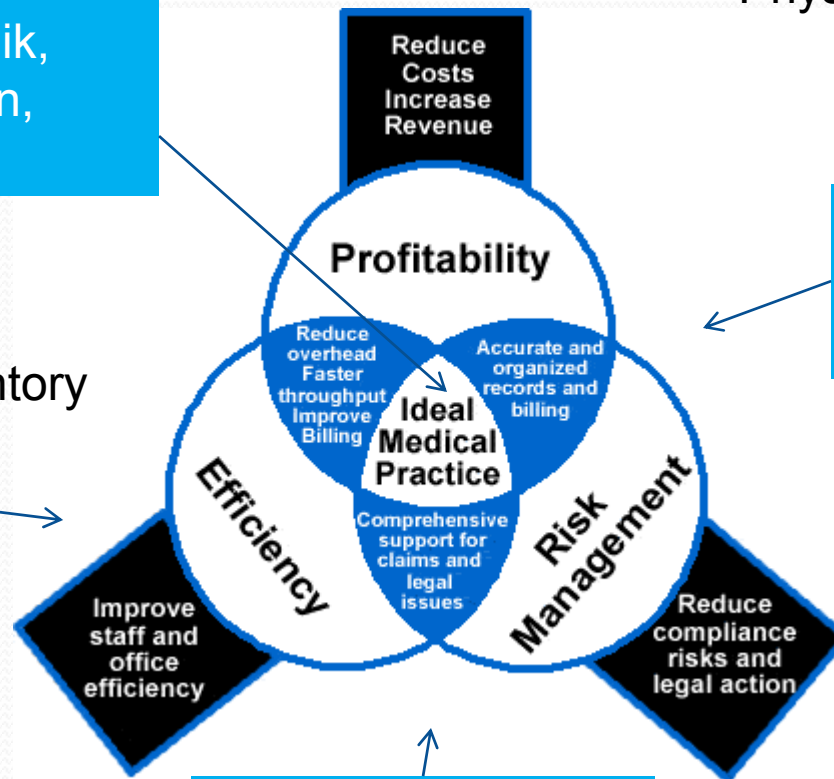 ik,
n,
Reduce
Costs
Increase
Revenue
Profitability
Reduce
overhead
Faster
throughput
Improve
Billing
Accurate and
organized
records and
billing
Ideal
Medical
Practice
ntory
Efficiency
Risk
Management
Comprehensive
support for
claims and
legal
issues
Improve
staff and
office
efficiency
Reduce
compliance
risks and
legal action